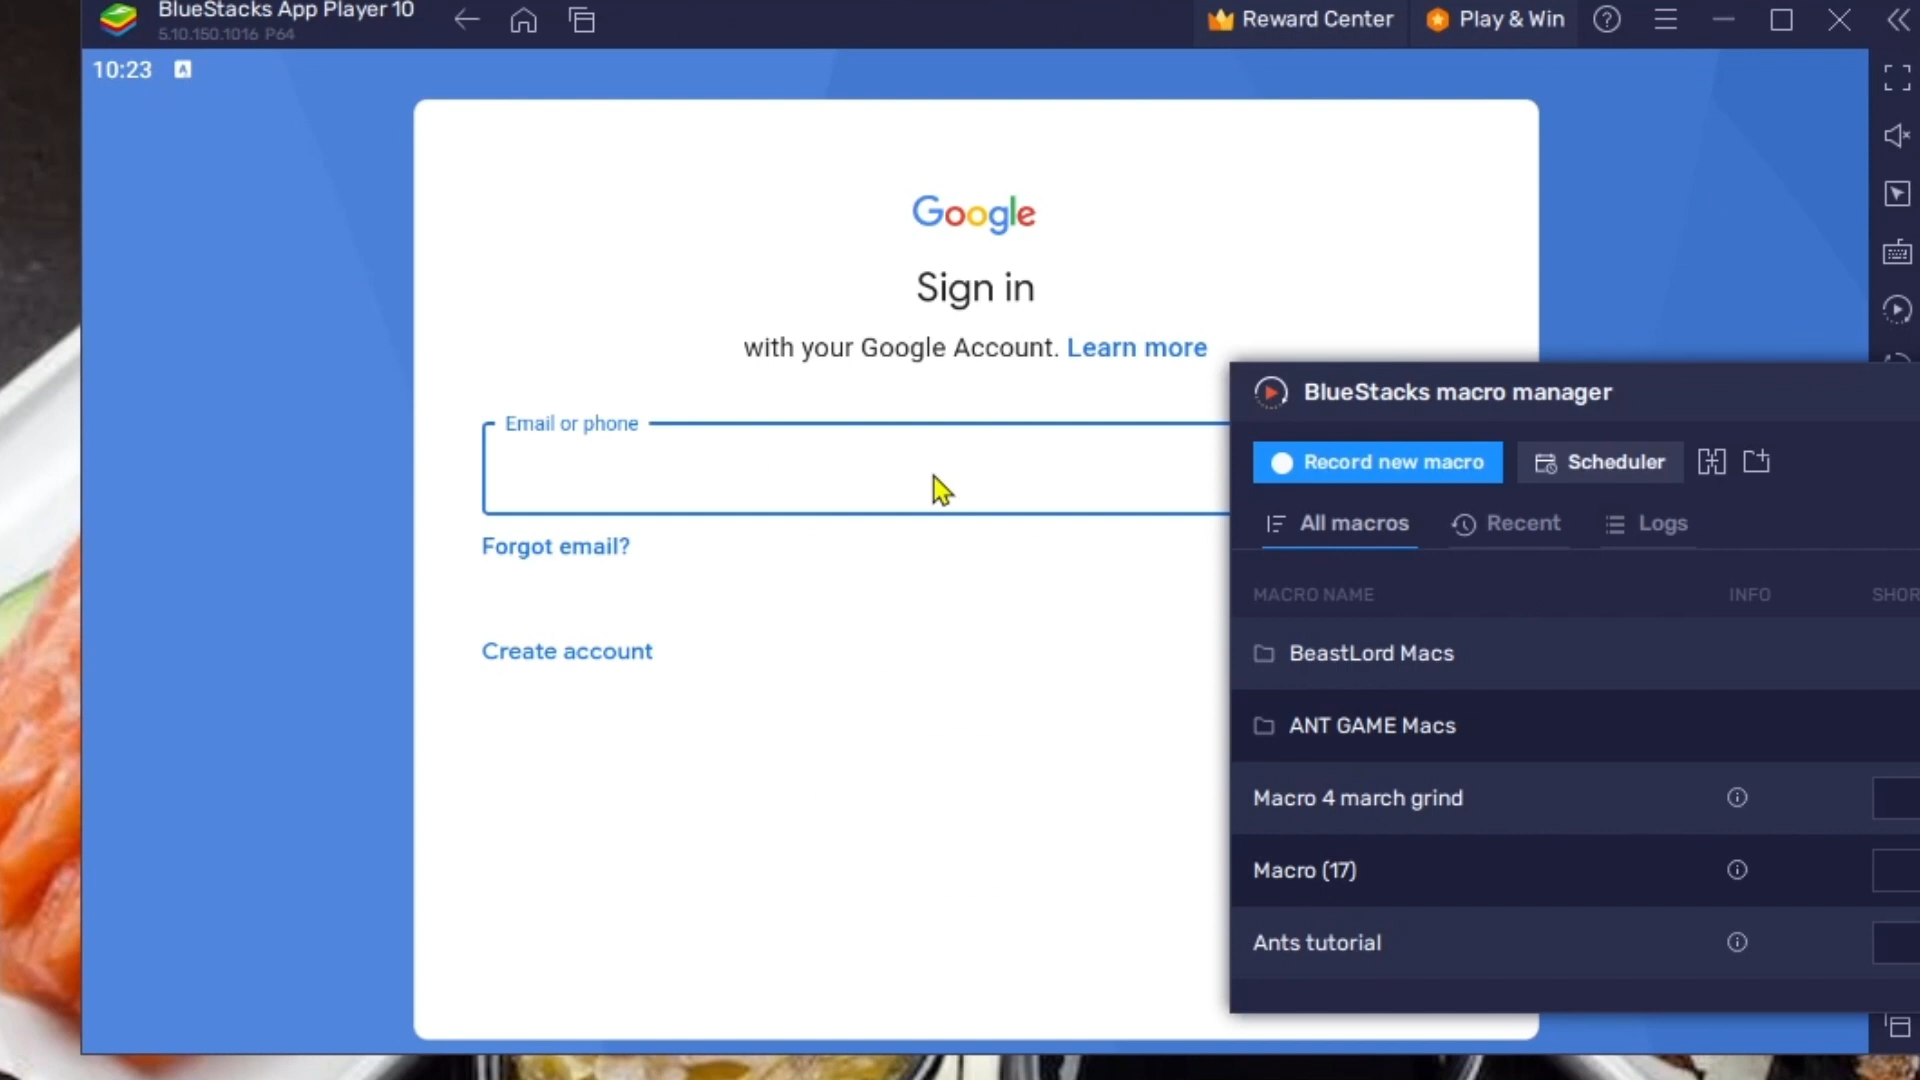 BlueStacks App Player 10
5.10.150.1016 P64
Reward Center
Play & Win
10:23
A
Google
Sign in
with your Google Account. Learn more
Email or phone
Forgot email?
Create account
BlueStacks macro manager
Record new macro
Scheduler
All macros
Recent
Logs
MACRO NAME
INFO
SHOR
BeastLord Macs
ANT GAME Macs
Macro 4 march grind
Macro (17)
Ants tutorial